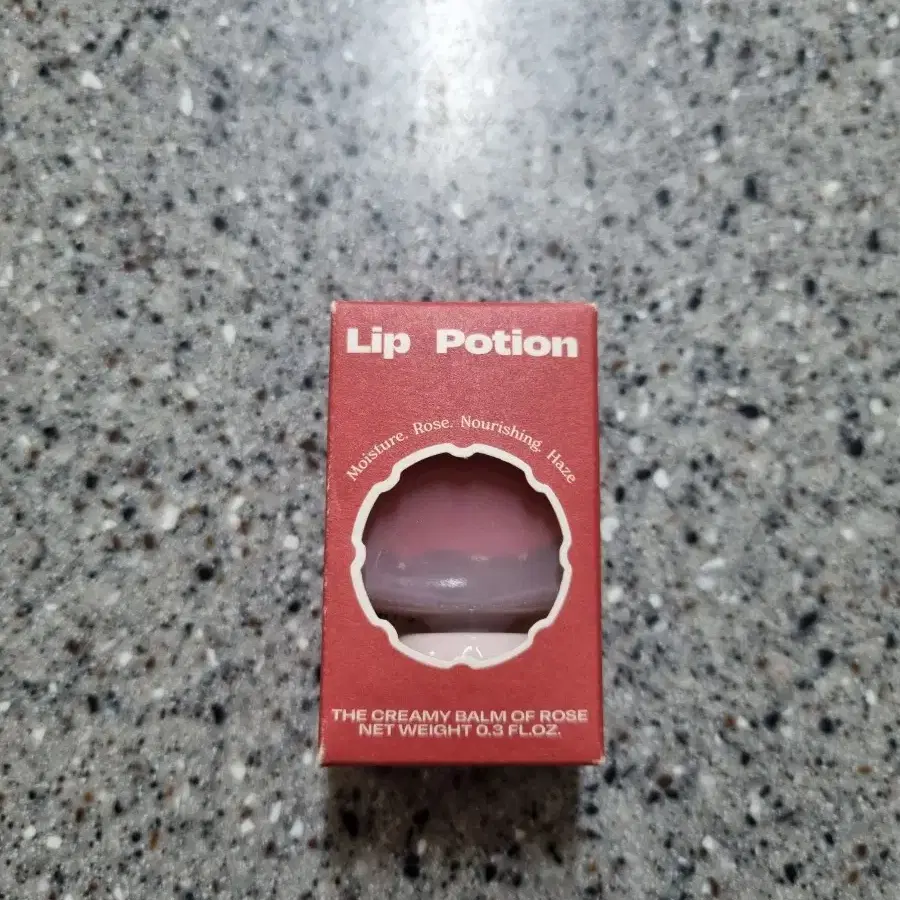 Lip Potion
Moisture. Rose. Nourishing. Haze
THE CREAMY BALM OF ROSE
NET WEIGHT 0.3 FL.OZ.